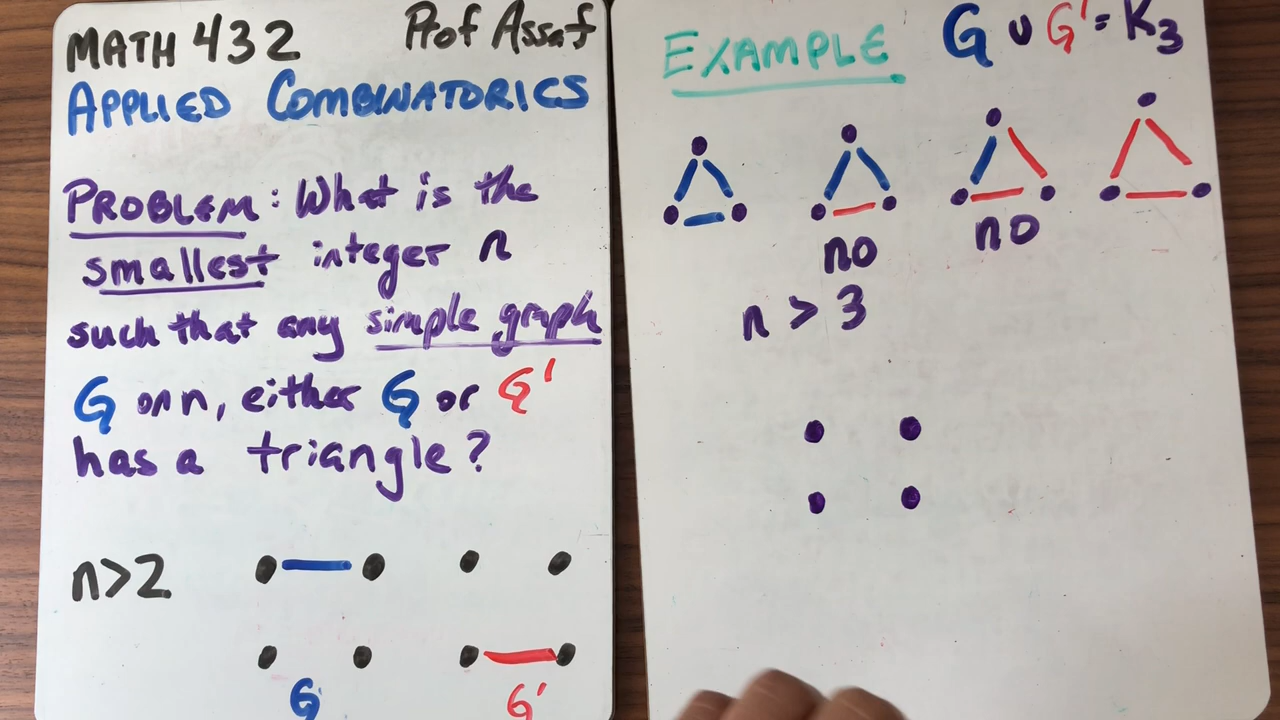 MATH 432 Prof Assaf
APPLIED COMBINATORICS
PROBLEM: What is the
smallest integer n
such that any simple graph
G on n, either G or G'
has a triangle?
n>2
G G'
EXAMPLE G ∪ G' = K3
no no
n > 3